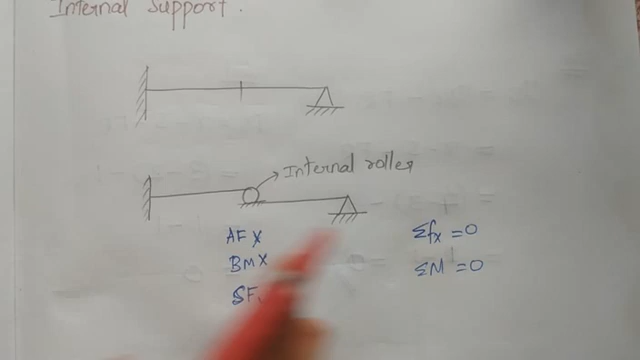 Internal Support.
Internal roller
AF X
BM X
SF
Σfx = 0
ΣM = 0